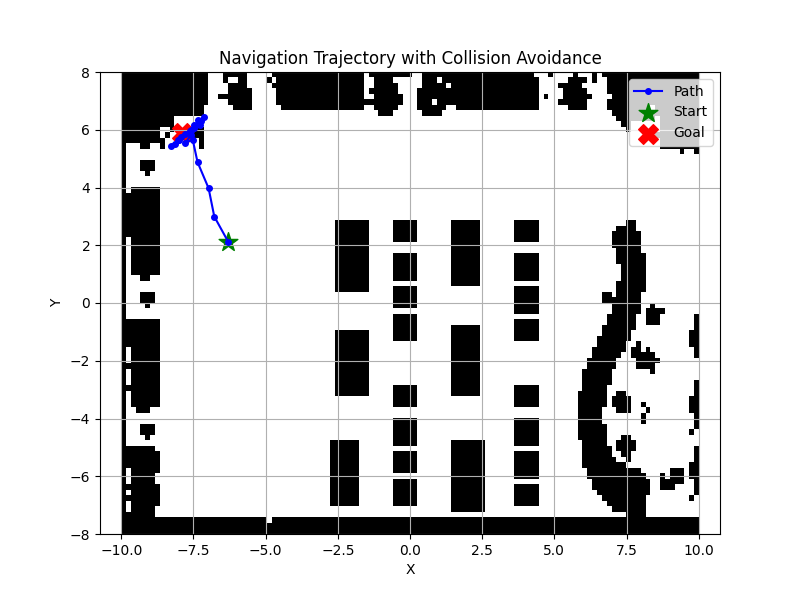 Navigation Trajectory with Collision Avoidance
Path
Start
Goal
8
6
4
2
0
−2
−4
−6
−8
Y
−10.0 −7.5 −5.0 −2.5 0.0 2.5 5.0 7.5 10.0
X